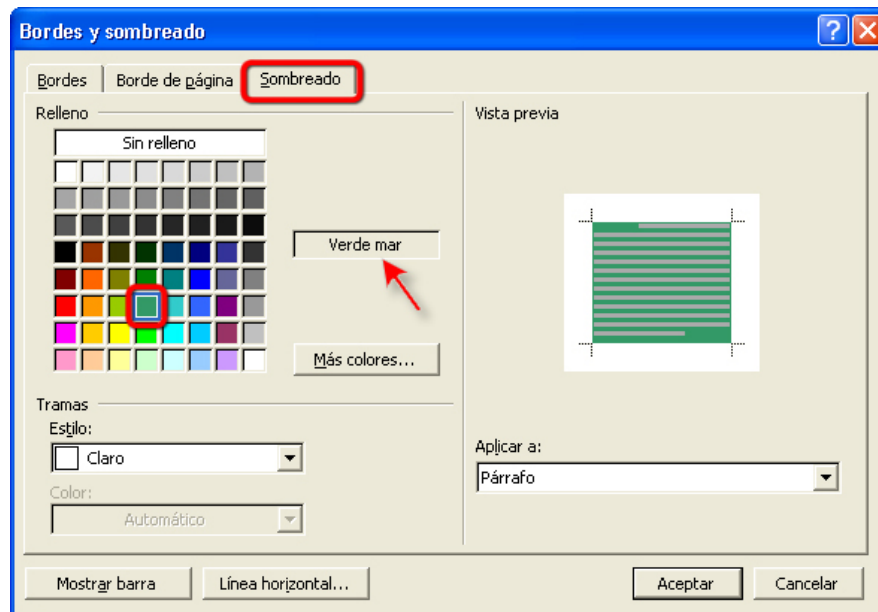 Bordes y sombreado
Bordes
Borde de página
Sombreado
Relleno
Sin relleno
Verde mar
Más colores...
Vista previa
Tramas
Estilo:
Claro
Color:
Automático
Aplicar a:
Párrafo
Mostrar barra
Línea horizontal...
Aceptar
Cancelar